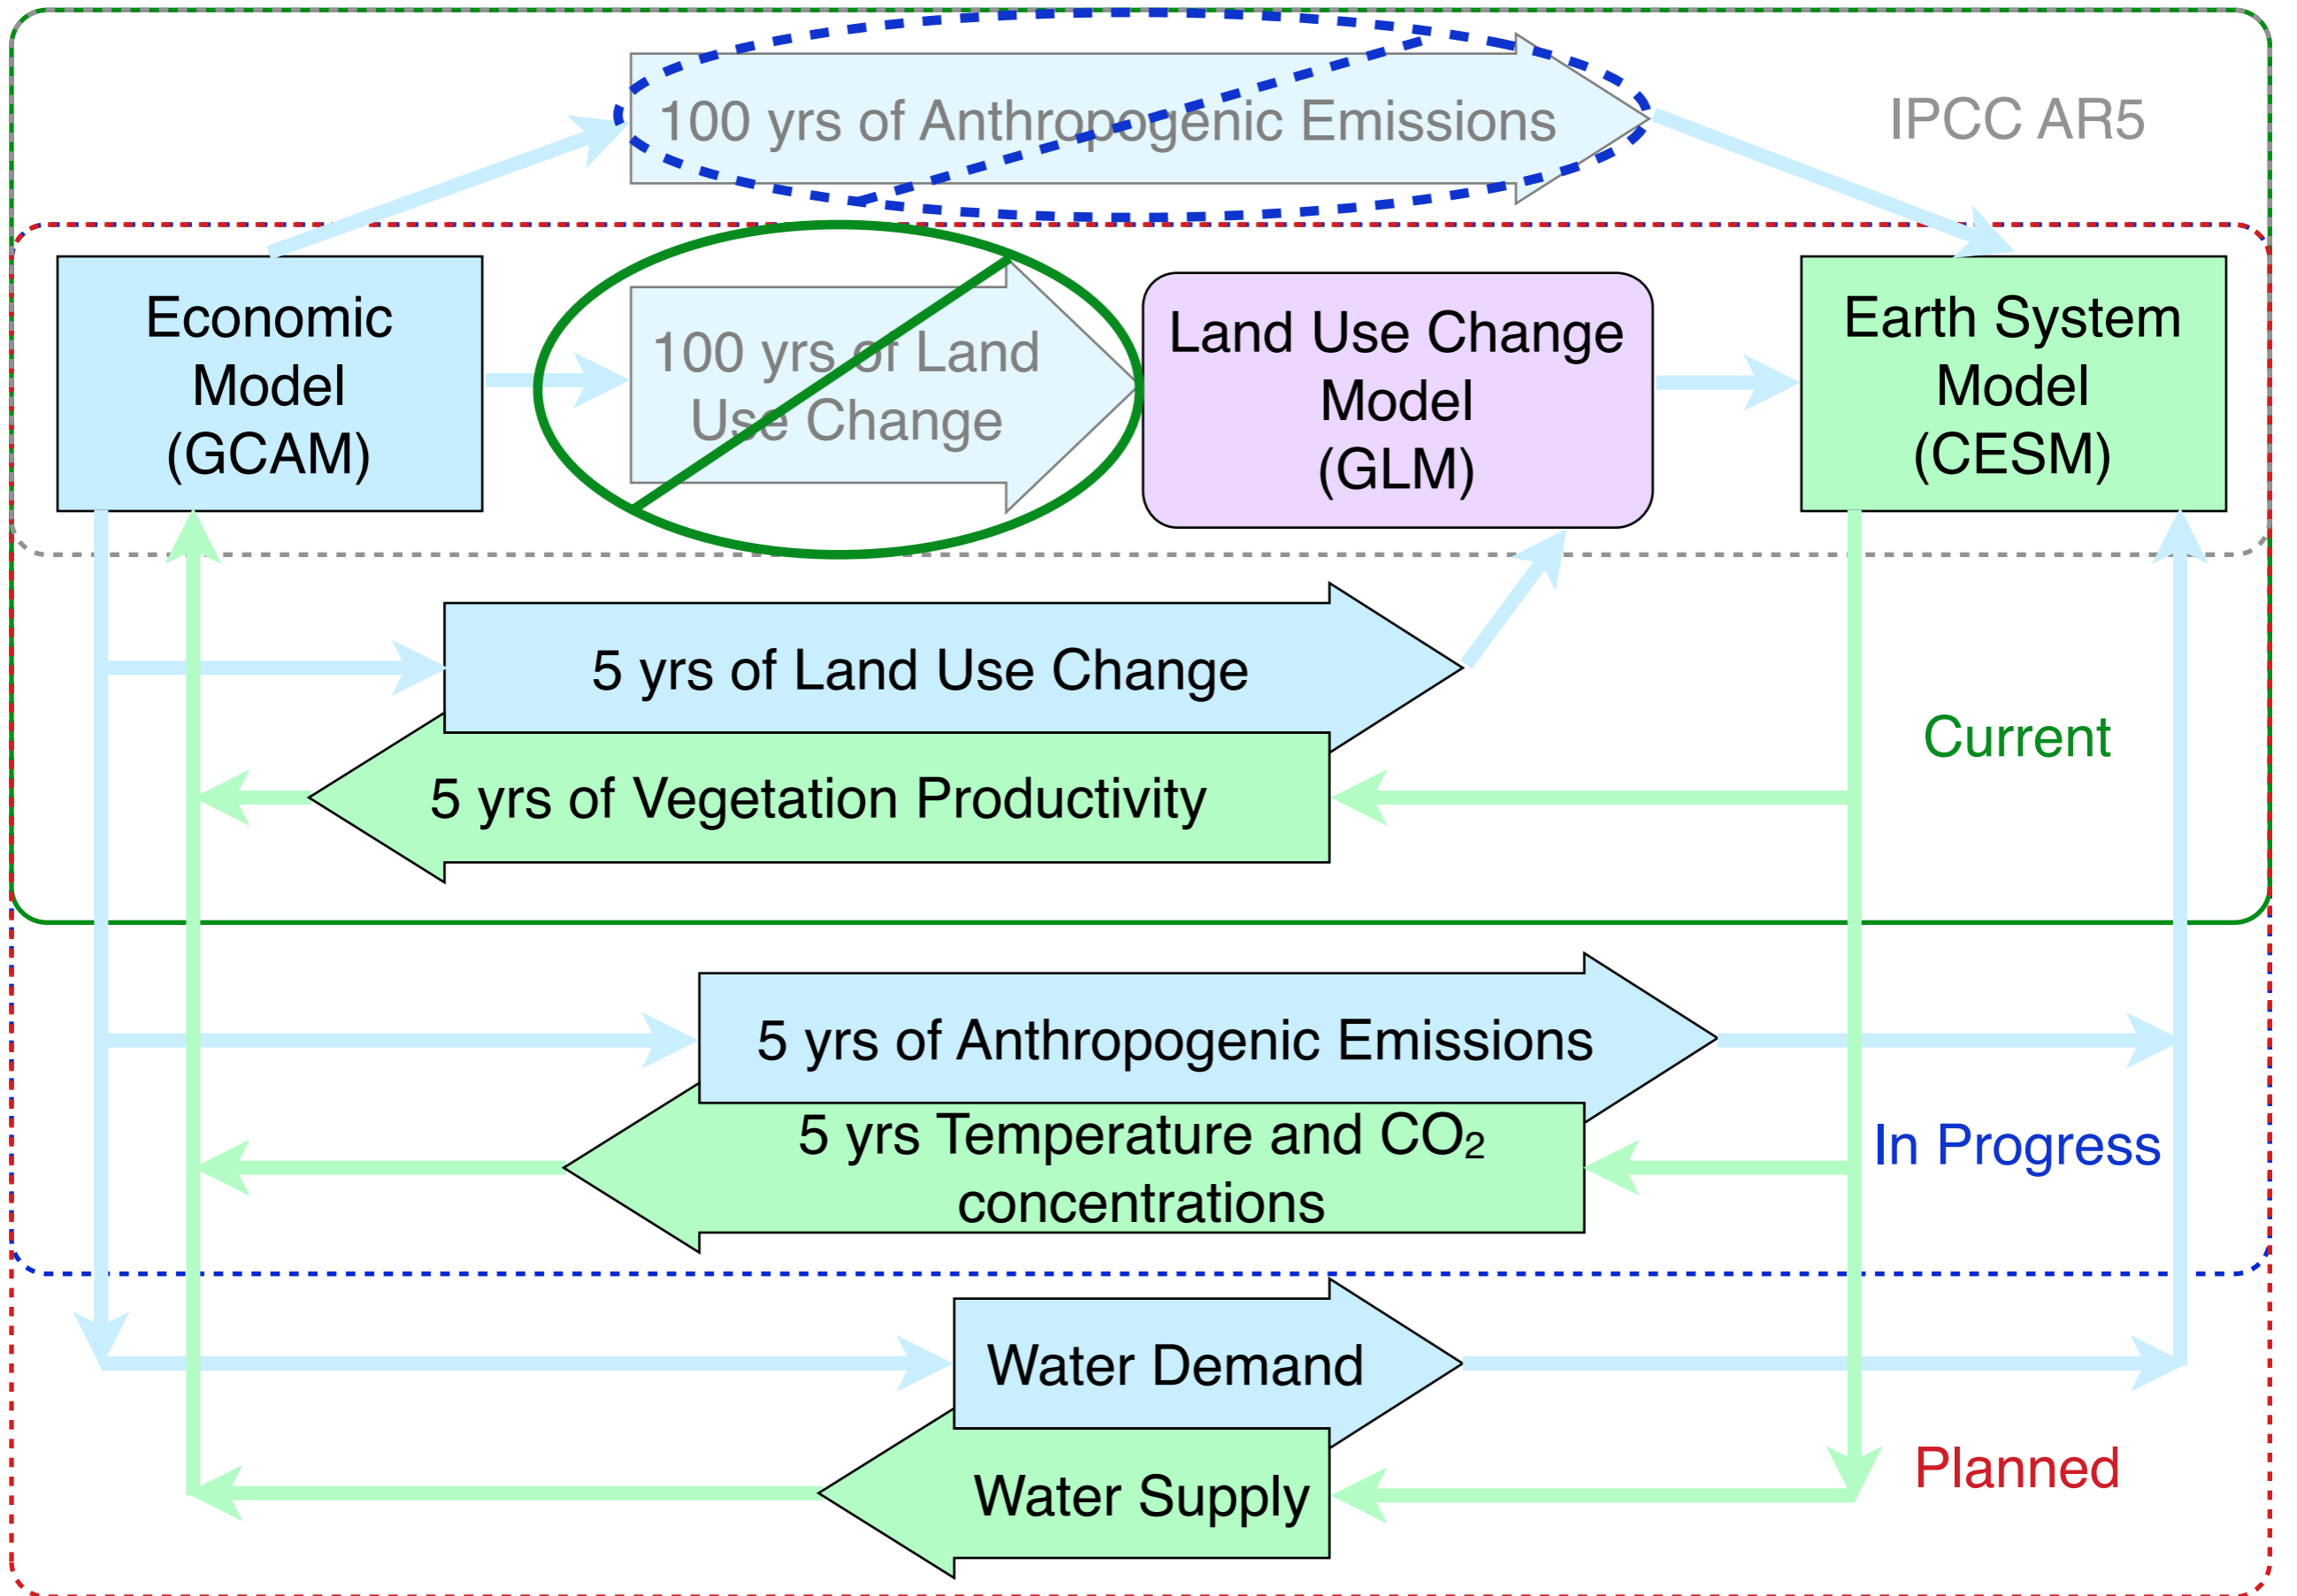 100 yrs of Anthropogenic Emissions
IPCC AR5
Economic
Model
(GCAM)
100 yrs of Land
Use Change
Land Use Change
Model
(GLM)
Earth System
Model
(CESM)
5 yrs of Land Use Change
Current
5 yrs of Vegetation Productivity
5 yrs of Anthropogenic Emissions
5 yrs Temperature and CO₂
concentrations
In Progress
Water Demand
Planned
Water Supply